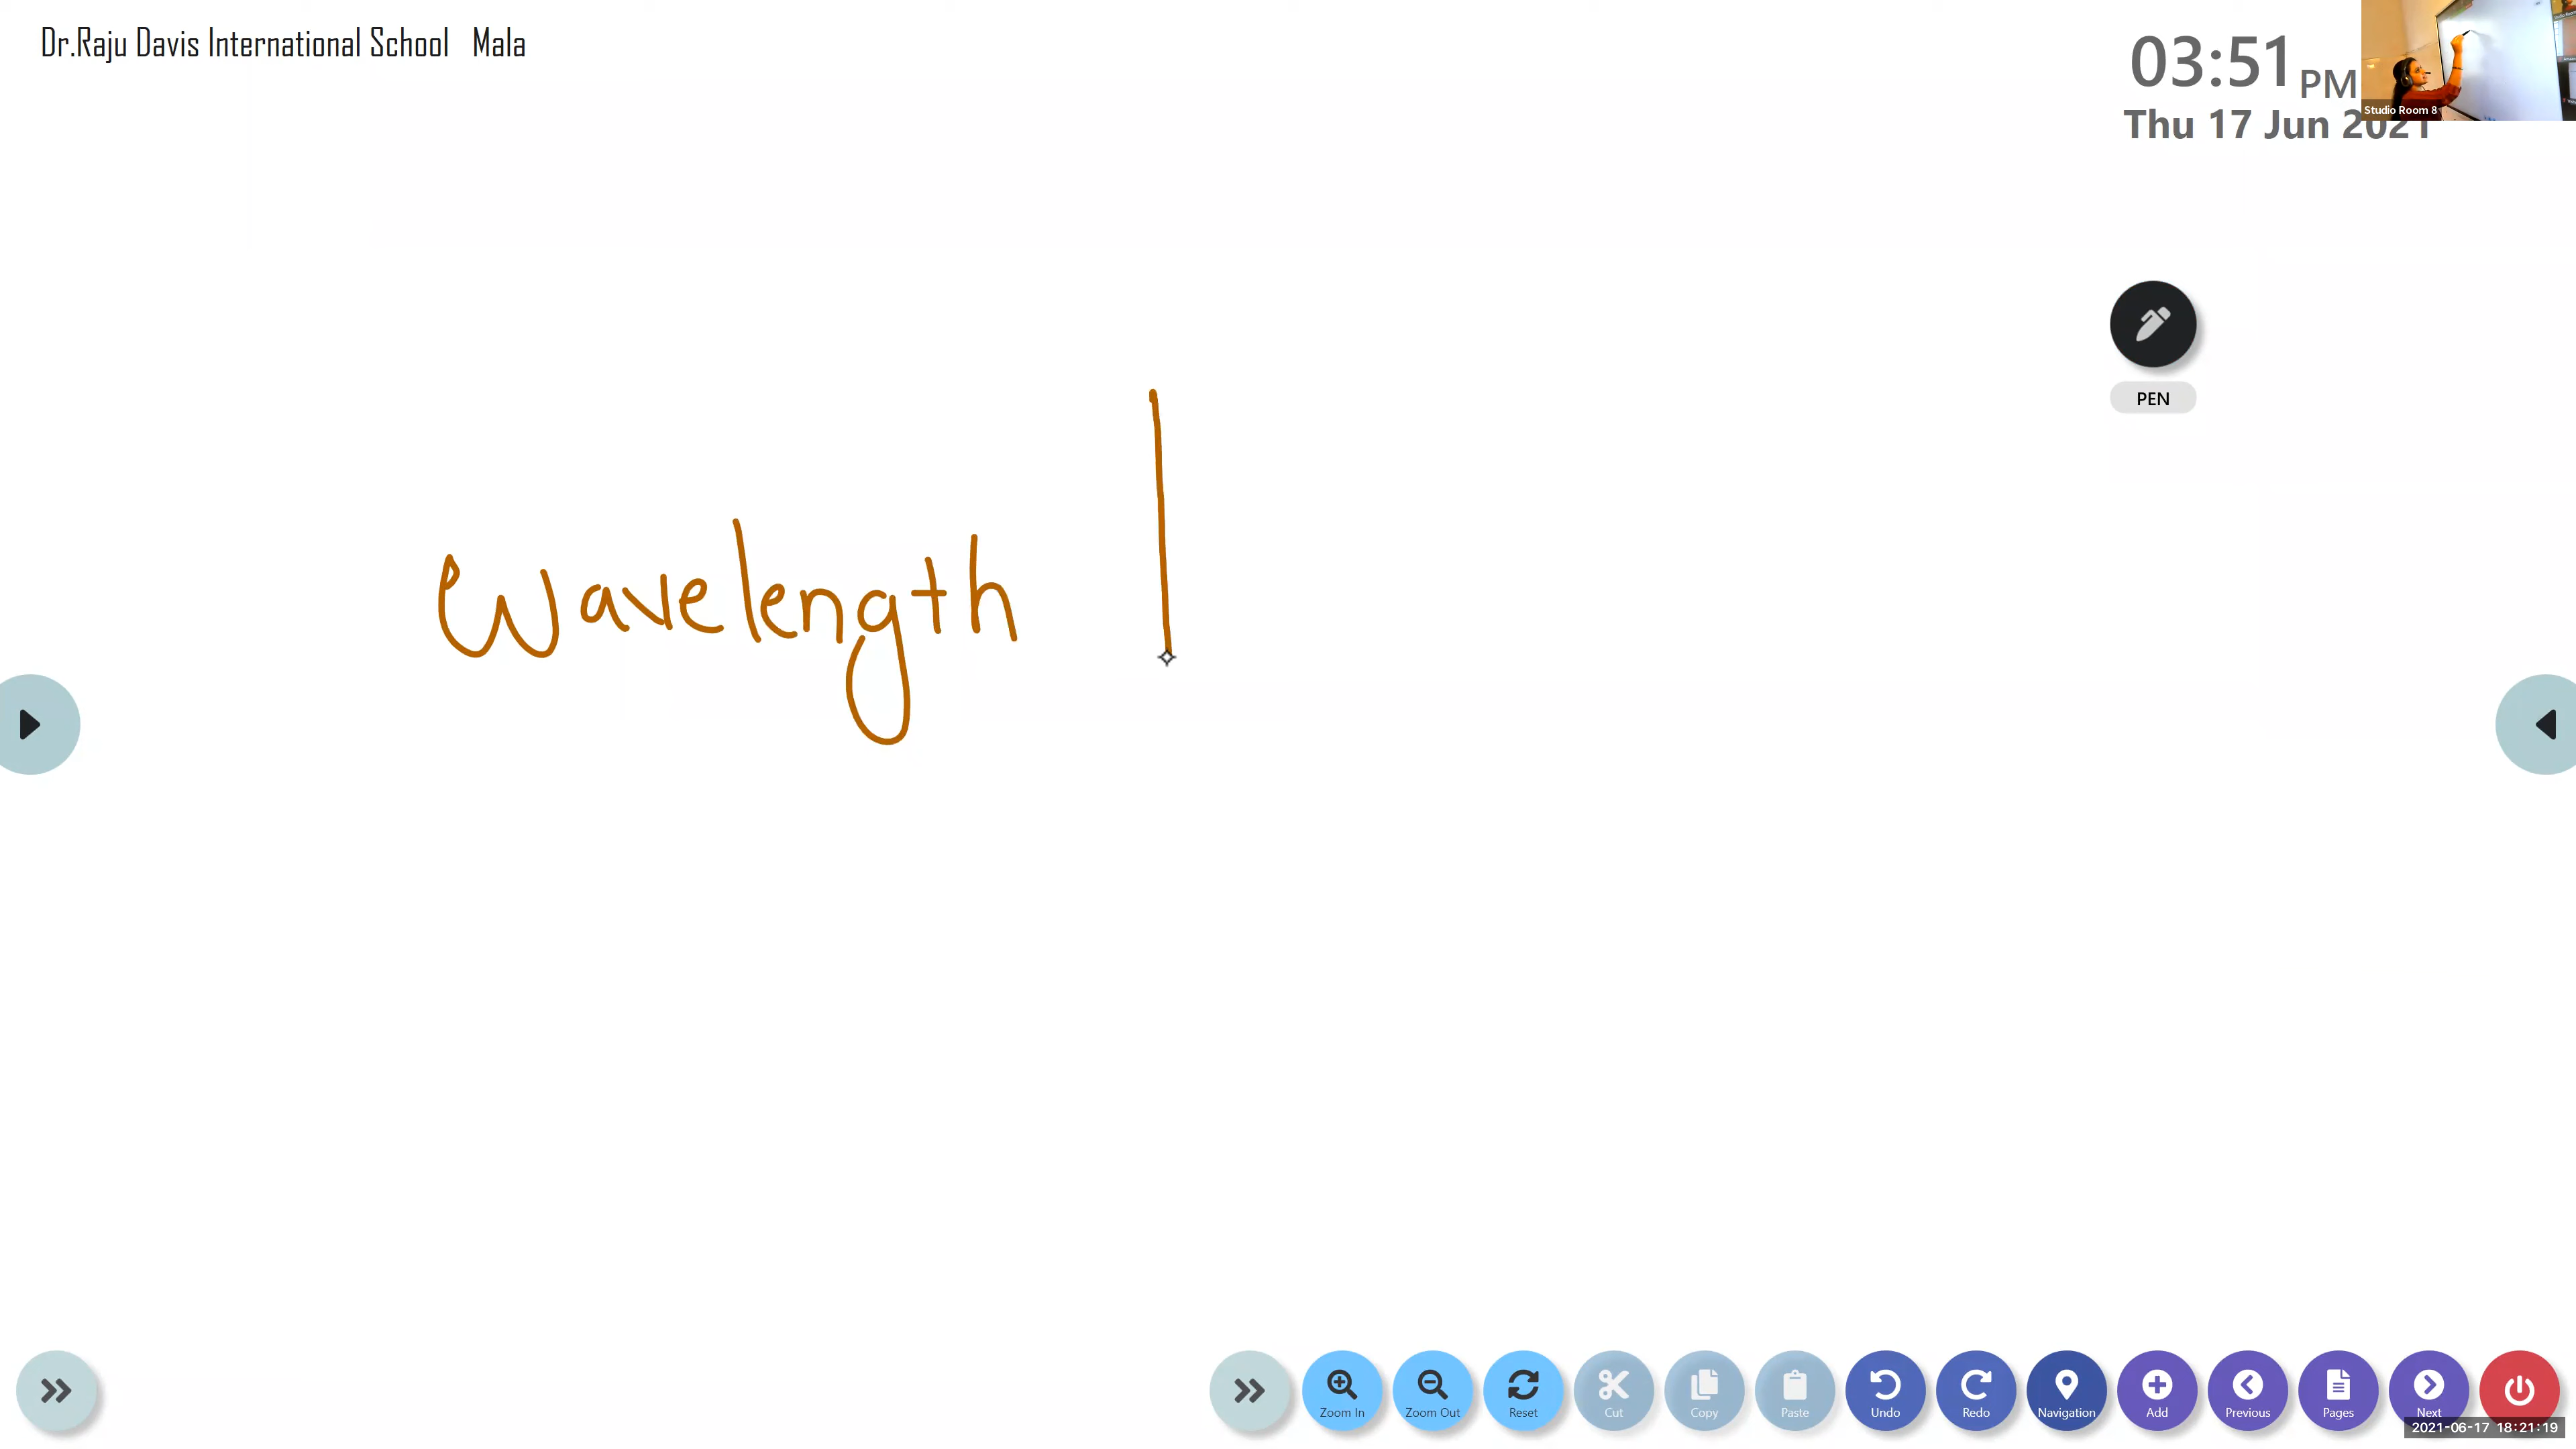 Dr.Raju Davis International School Mala
03:51 PM
Thu 17 Jun 2021
Studio Room 8
PEN
Wavelength
Zoom In
Zoom Out
Reset
Cut
Copy
Paste
Undo
Redo
Navigation
Add
Previous
Pages
Next
2021-06-17 18:21:19